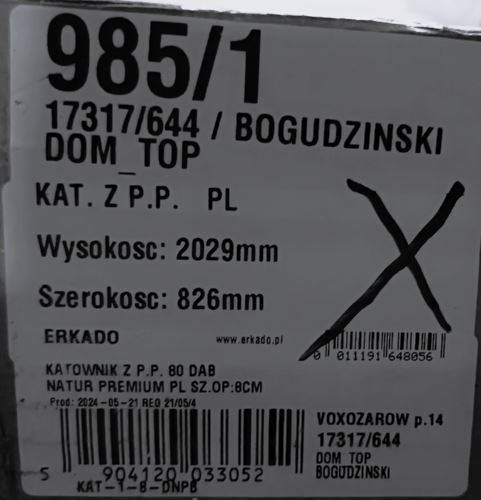 985/1
17317/644 / BOGUDZINSKI
DOM_TOP
KAT. Z P.P. PL
Wysokosc: 2029mm
Szerokosc: 826mm
ERKADO www.erkado.pl
0 011191 648056
KATOWNIK Z P.P. 80 DAB
NATUR PREMIUM PL SZ.OP:8CM
Prod: 2024-05-21 REG 21/05/4
VOXOZAROW p.14
17317/644
DOM_TOP
BOGUDZINSKI
5 904120 033052
KAT-1-8-DNPB